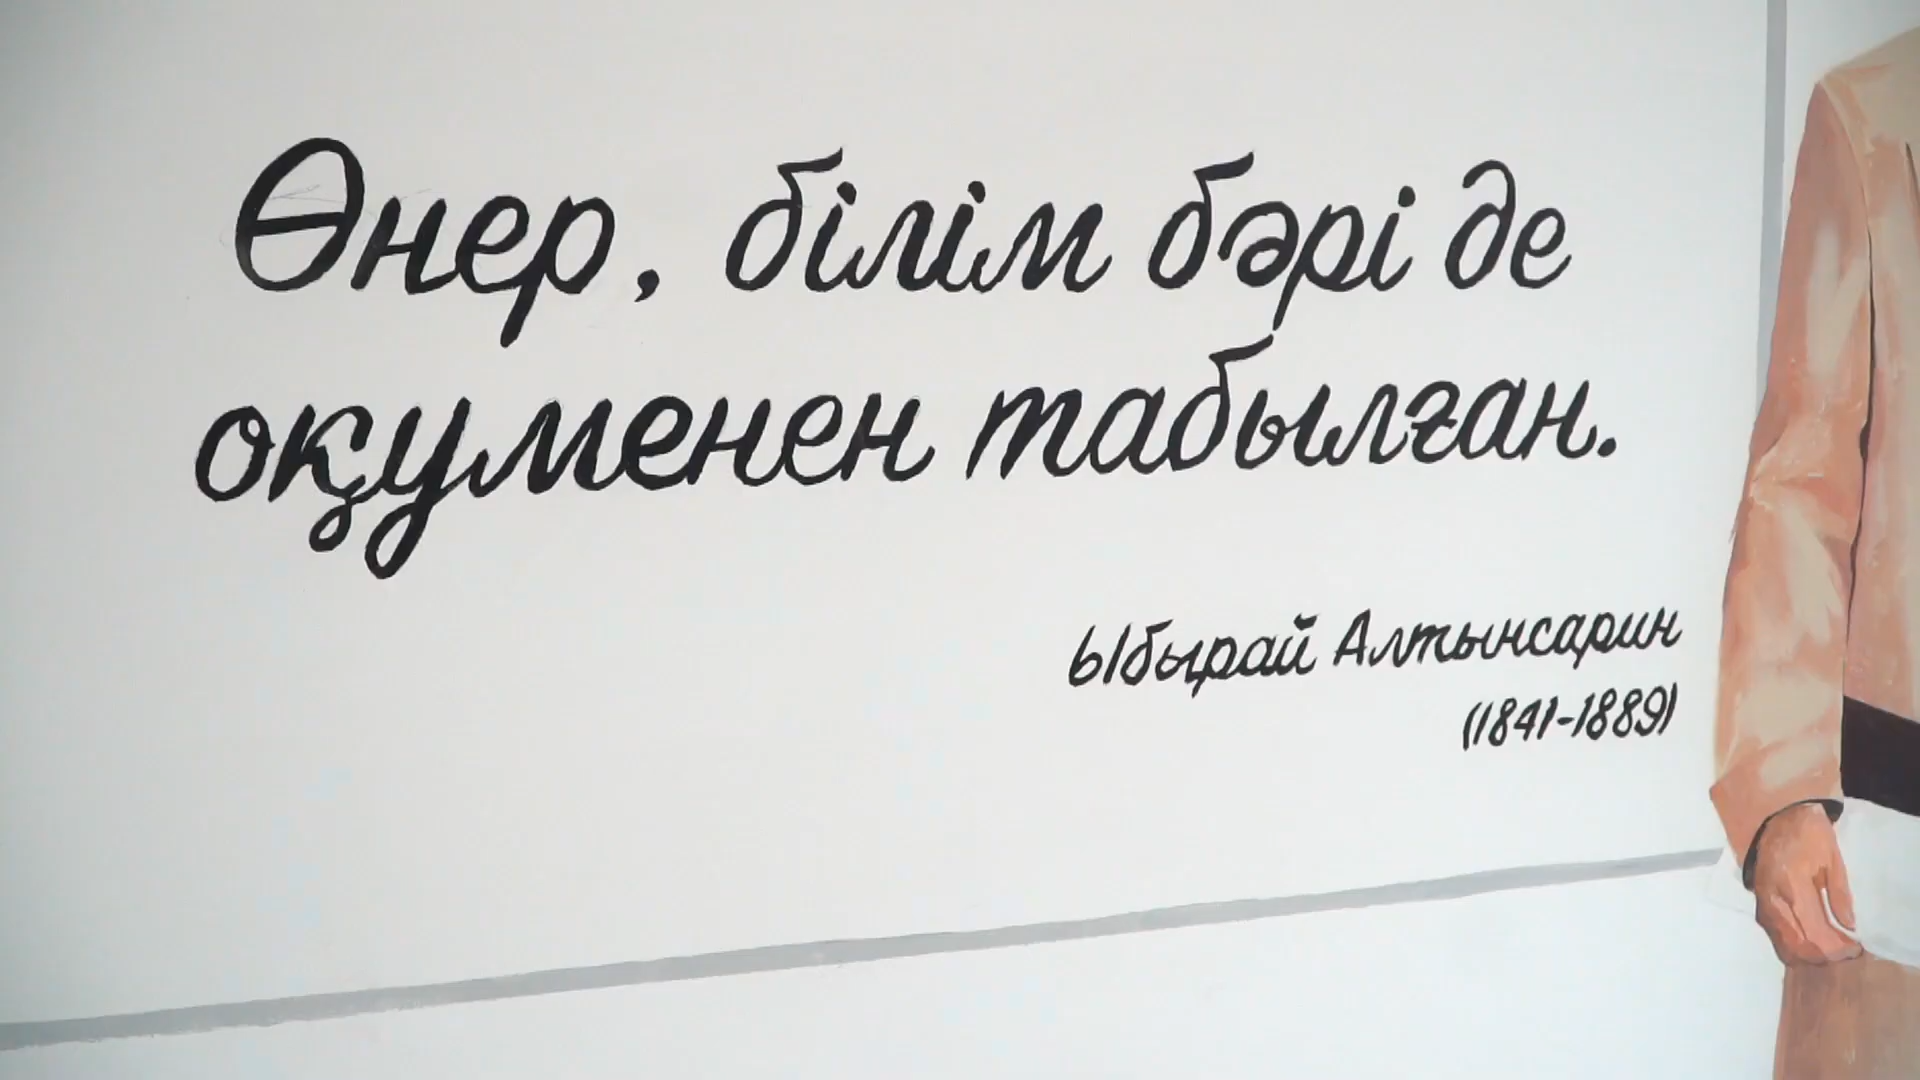 Өнер, білім бәрі де
оқуменен табылған.
Ыбырай Алтынсарин
(1841-1889)